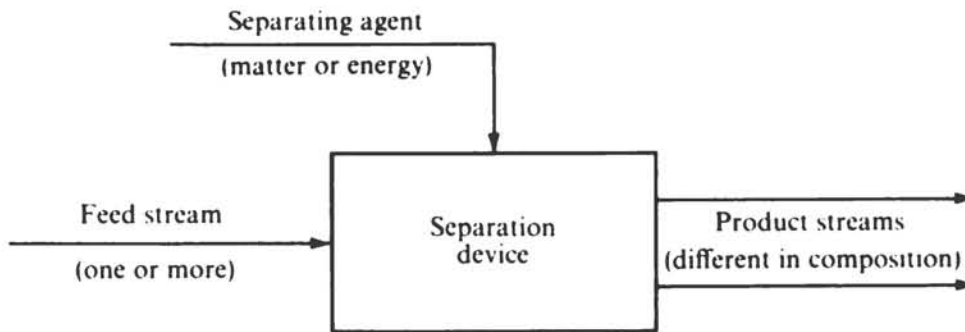 Separating agent
(matter or energy)
Feed stream
(one or more)
Separation
device
Product streams
(different in composition)